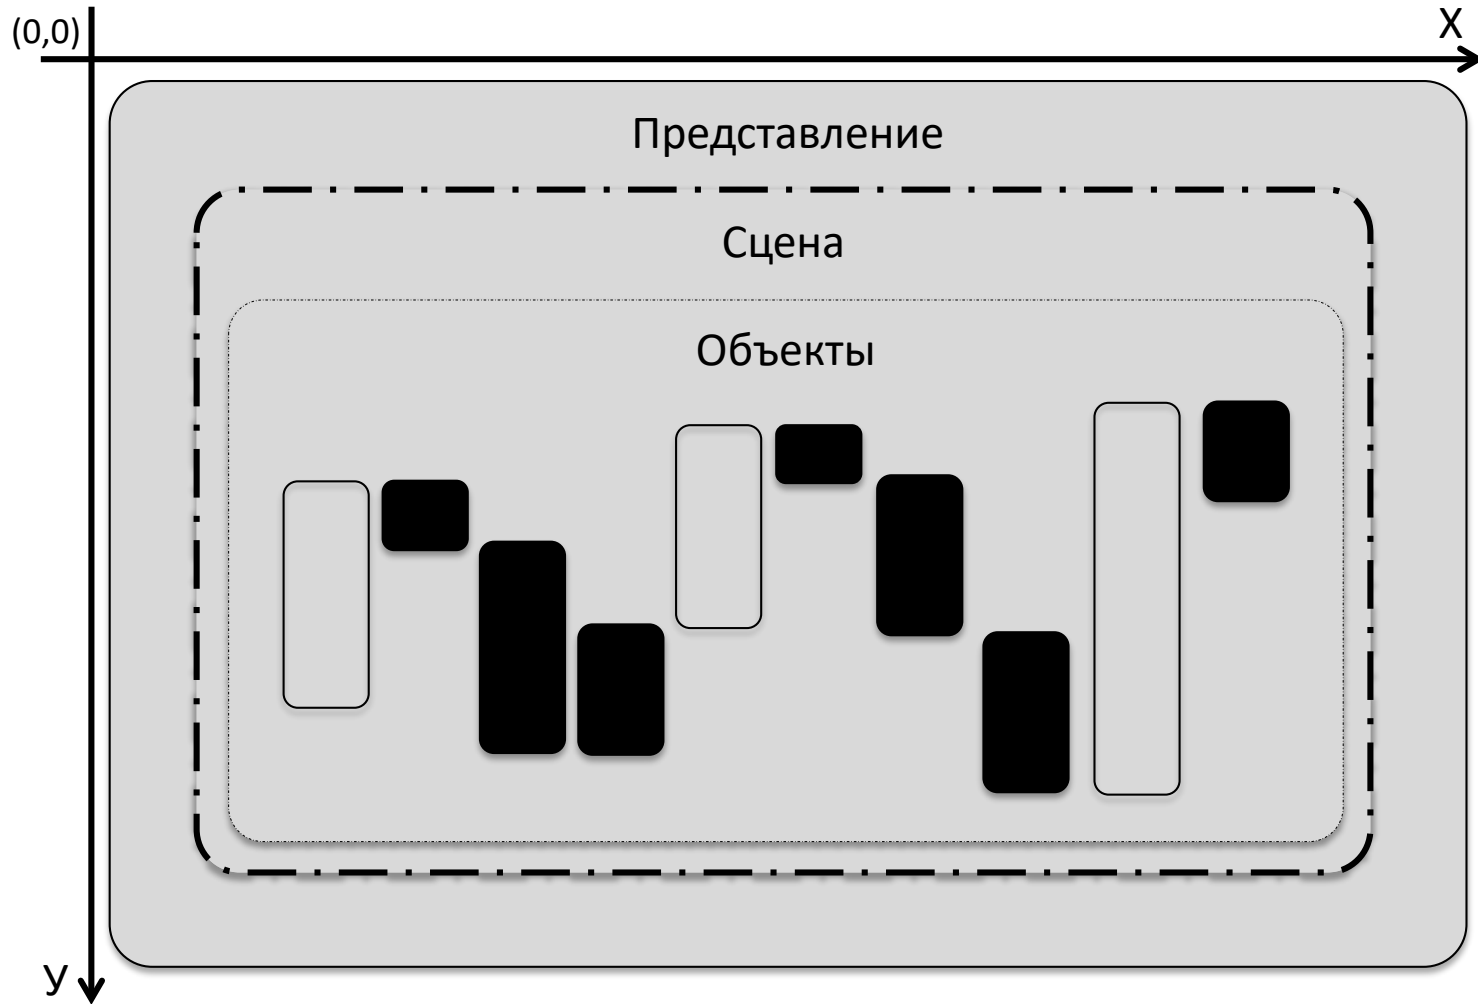 (0,0)
X
Представление
Сцена
Объекты
У